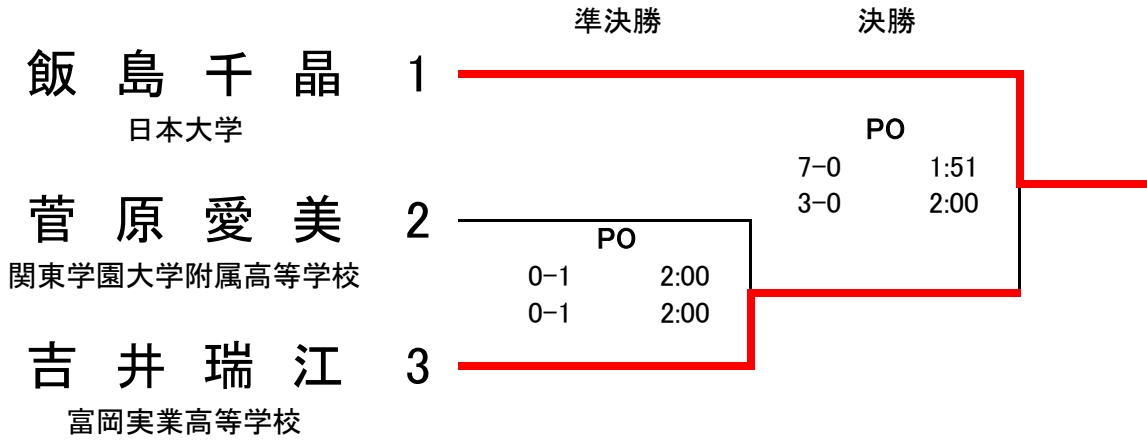 準決勝 決勝
飯島千晶 1
日本大学
PO
7-0 1:51
3-0 2:00
菅原愛美 2
関東学園大学附属高等学校
PO
0-1 2:00
0-1 2:00
吉井瑞江 3
富岡実業高等学校